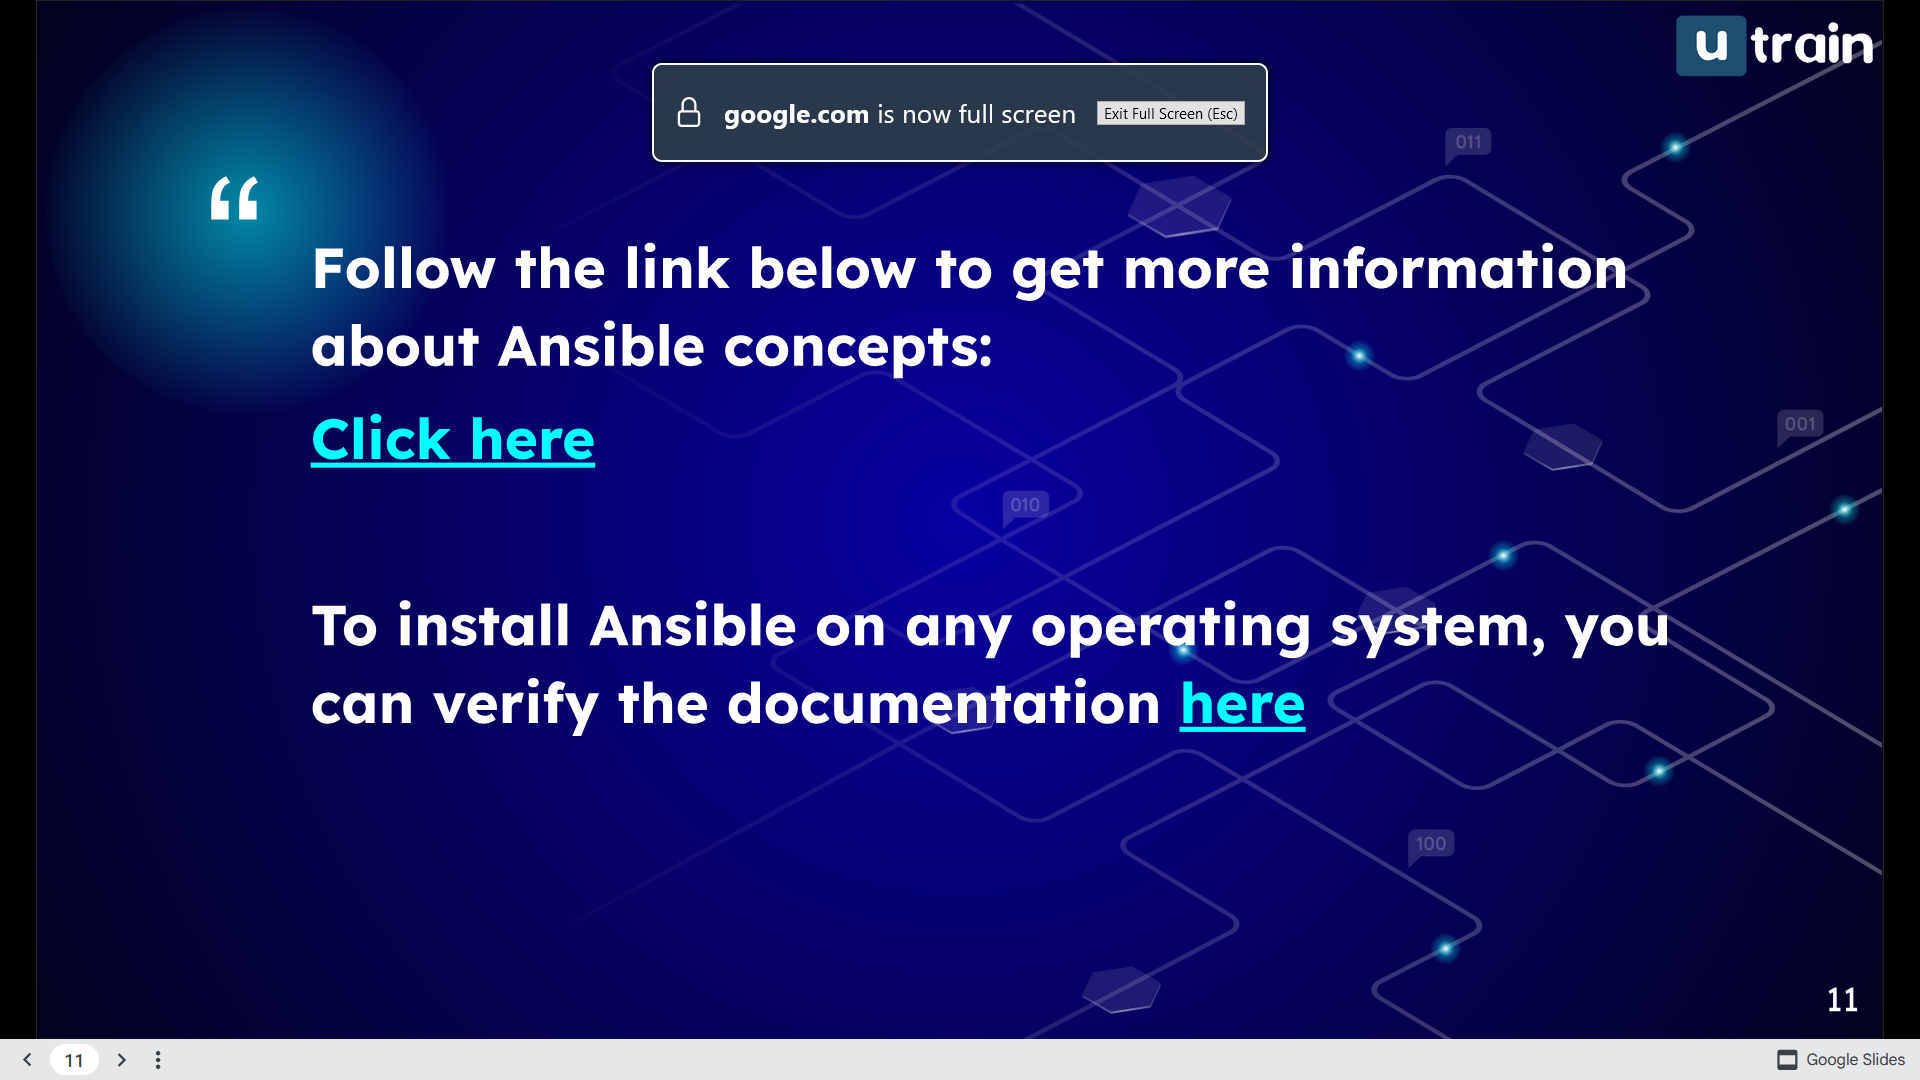 u train
google.com is now full screen Exit Full Screen (Esc)
011
“
Follow the link below to get more information
about Ansible concepts:
Click here
001
010
To install Ansible on any operating system, you
can verify the documentation here
100
11
11
Google Slides